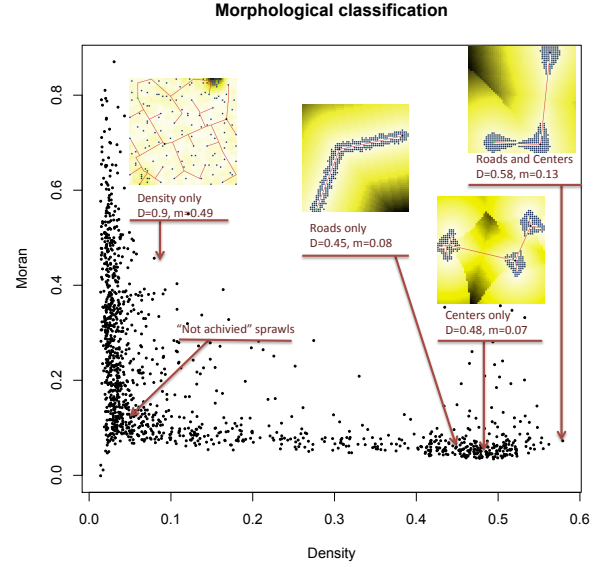 Morphological classification
Density only
D=0.9, m=0.49
Roads only
D=0.45, m=0.08
Roads and Centers
D=0.58, m=0.13
Centers only
D=0.48, m=0.07
“Not achivied” sprawls
Moran
0.0
0.2
0.4
0.6
0.8
0.0
0.1
0.2
0.3
0.4
0.5
0.6
Density